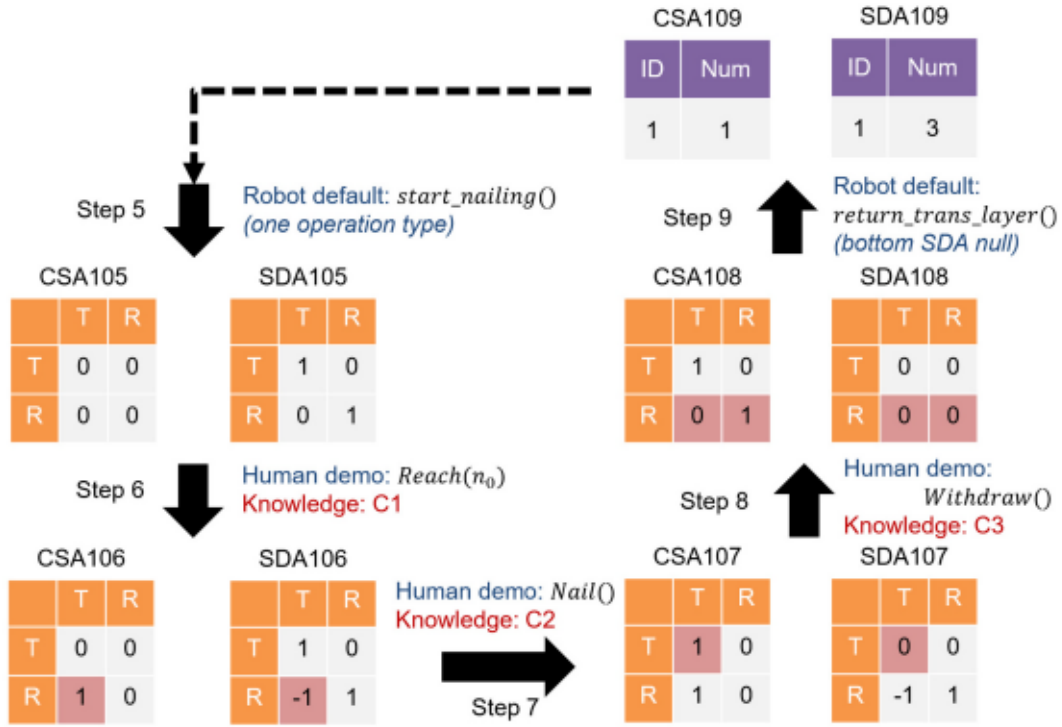 CSA109 SDA109
ID Num ID Num
1 1 1 3
Step 5
Robot default: start_nailing()
(one operation type)
Step 9
Robot default:
return_trans_layer()
(bottom SDA null)
CSA105 SDA105
T R T R
T 0 0 T 1 0
R 0 0 R 0 1
CSA108 SDA108
T R T R
T 1 0 T 0 0
R 0 1 R 0 0
Step 6
Human demo: Reach(n₀)
Knowledge: C1
Step 8
Human demo:
Withdraw()
Knowledge: C3
CSA106 SDA106
T R T R
T 0 0 T 1 0
R 1 0 R -1 1
Human demo: Nail()
Knowledge: C2
Step 7
CSA107 SDA107
T R T R
T 1 0 T 0 0
R 1 0 R -1 1